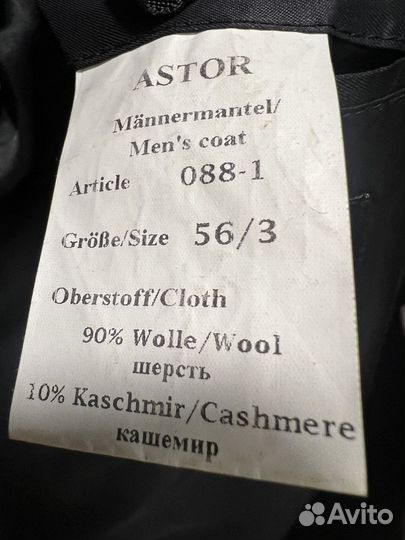 ASTOR
Männermantel/
Men's coat
Article 088-1
Größe/Size 56/3
Oberstoff/Cloth
90% Wolle/Wool
шерсть
10% Kaschmir/Cashmere
кашемир
Avito